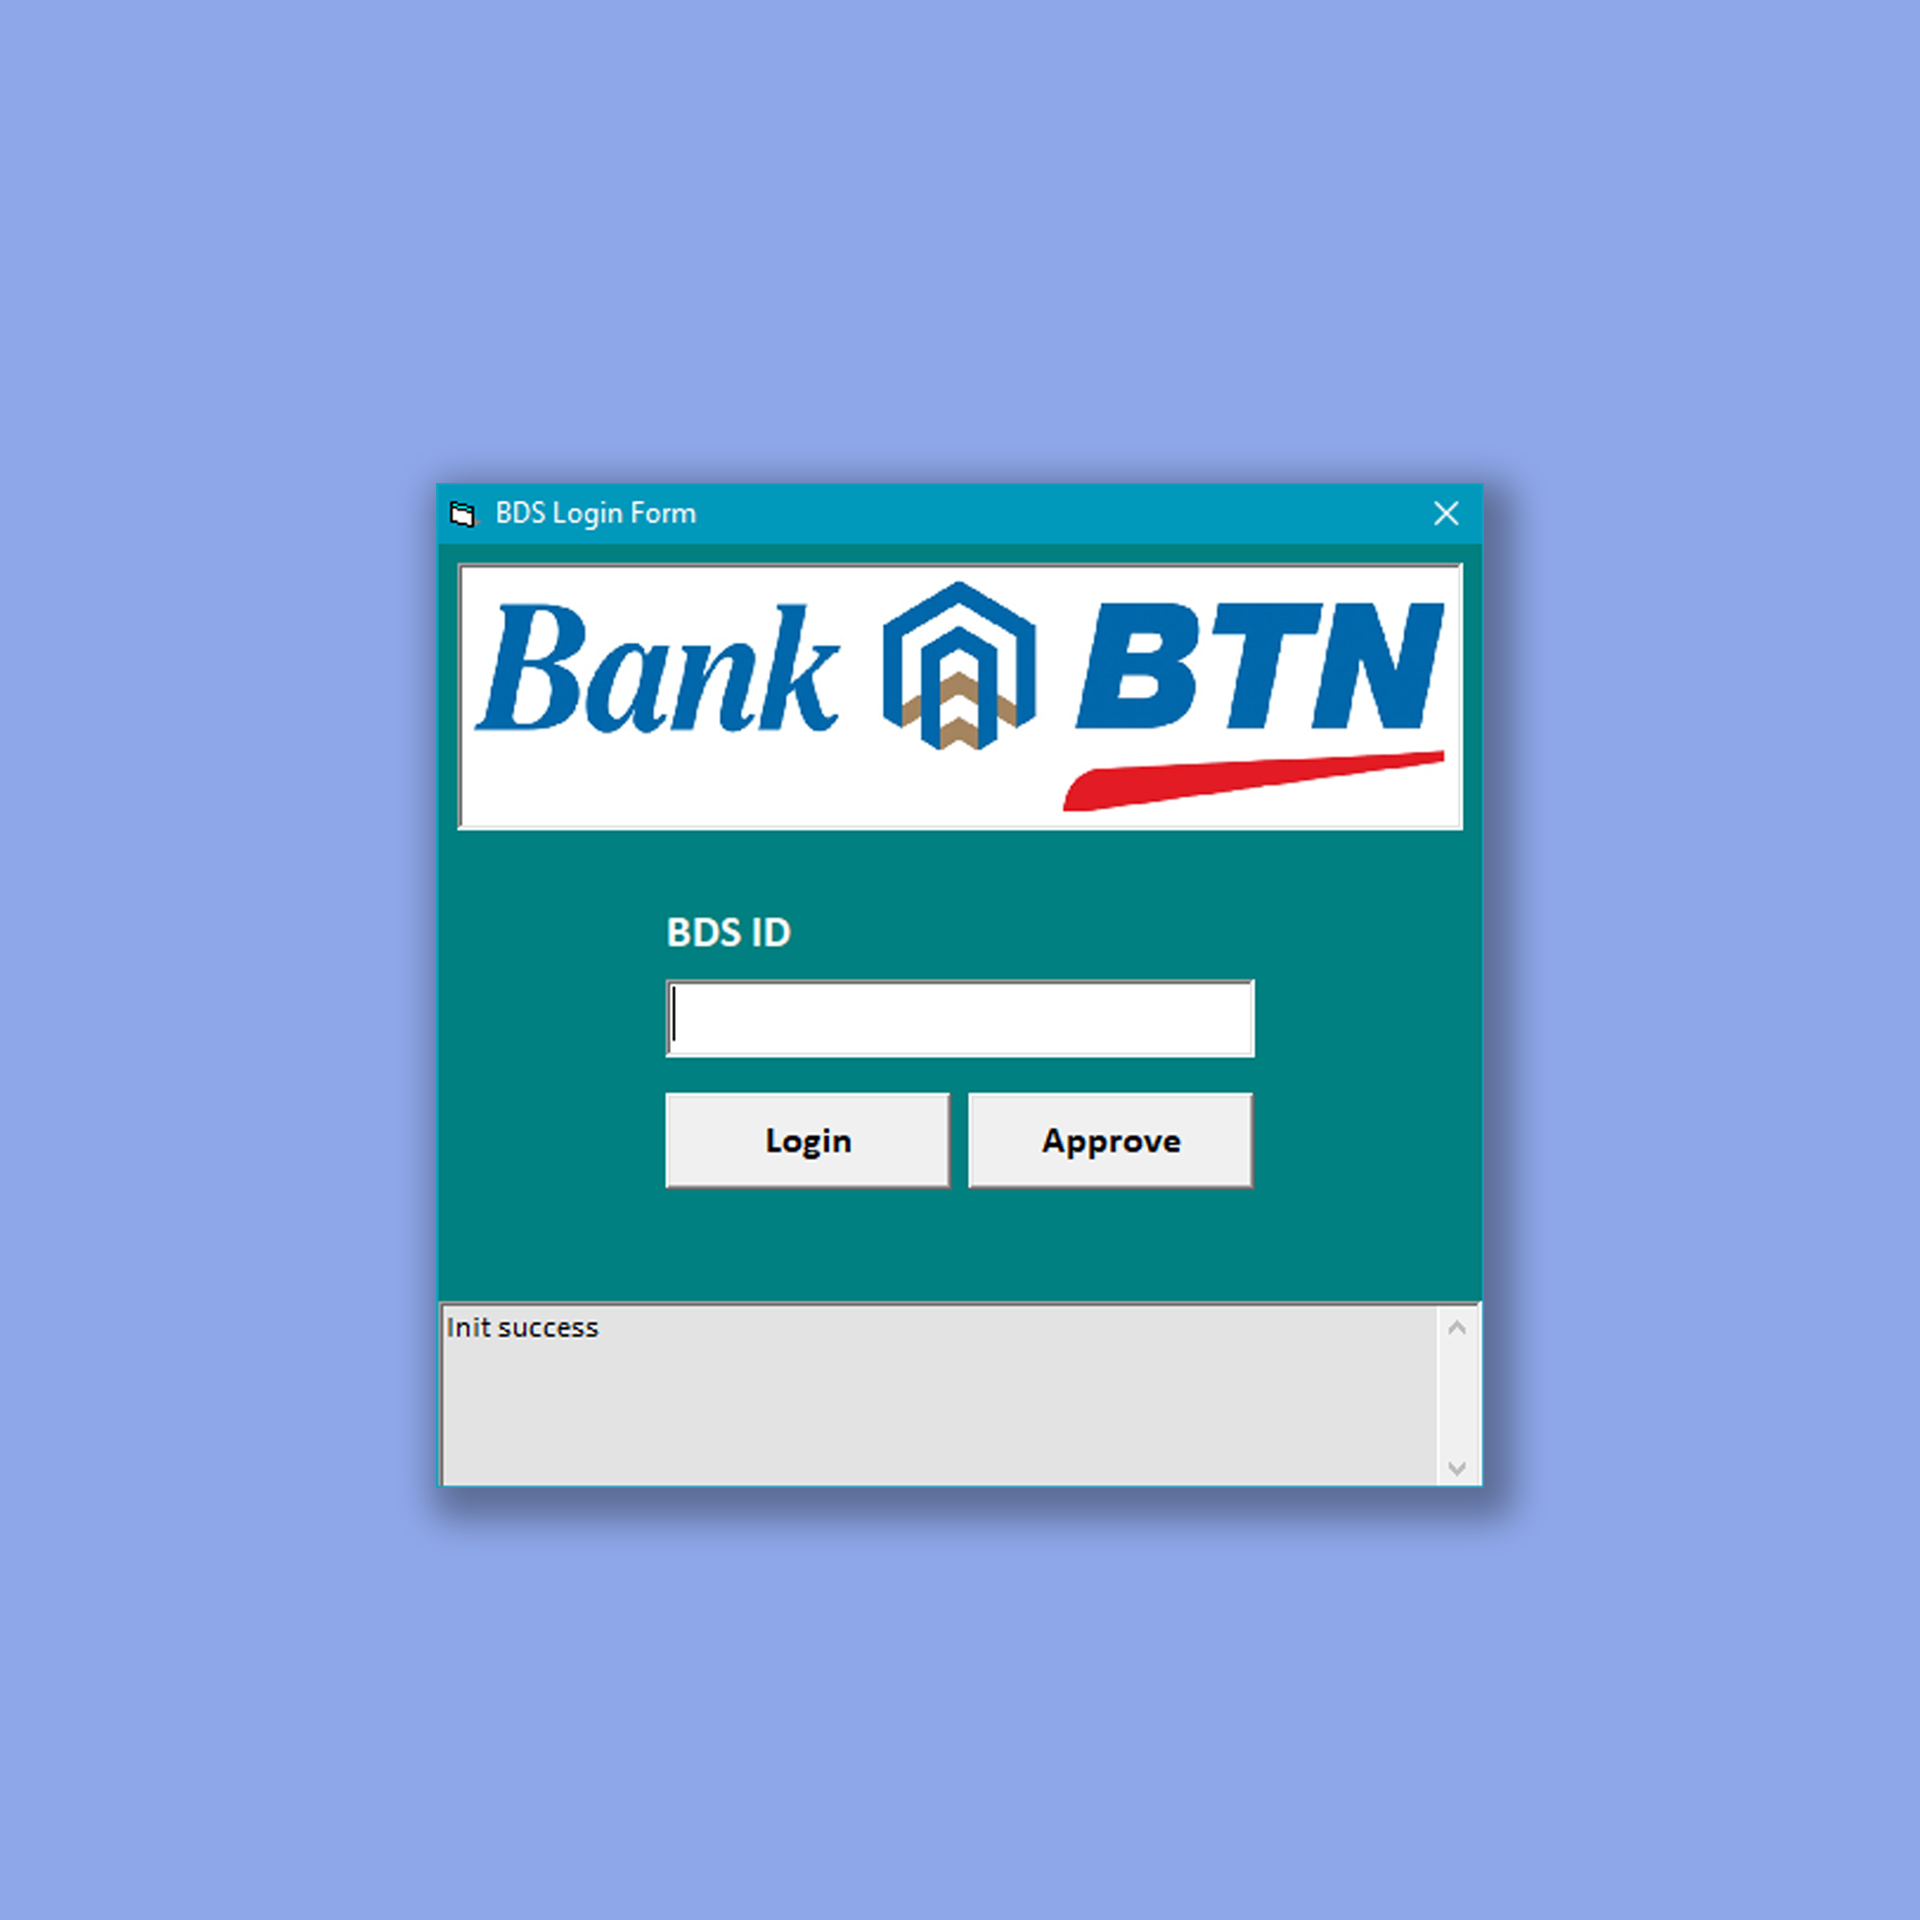 BDS Login Form
Bank BTN
BDS ID
Login Approve
Init success